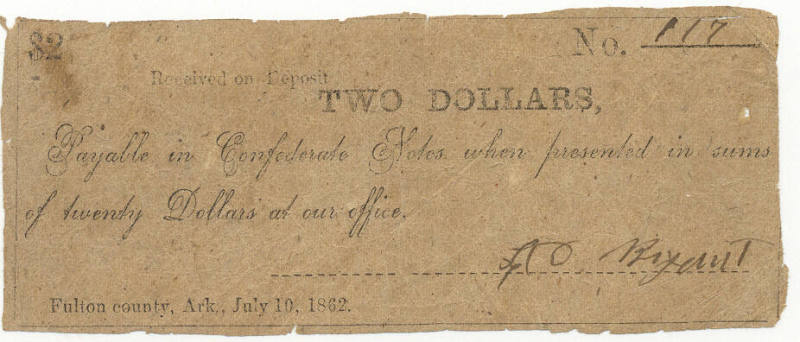 $2
No. 117
Received on Deposit
TWO DOLLARS,
Payable in Confederate Notes when presented in sums
of twenty Dollars at our office.
Bryant
Fulton county, Ark., July 10, 1862.